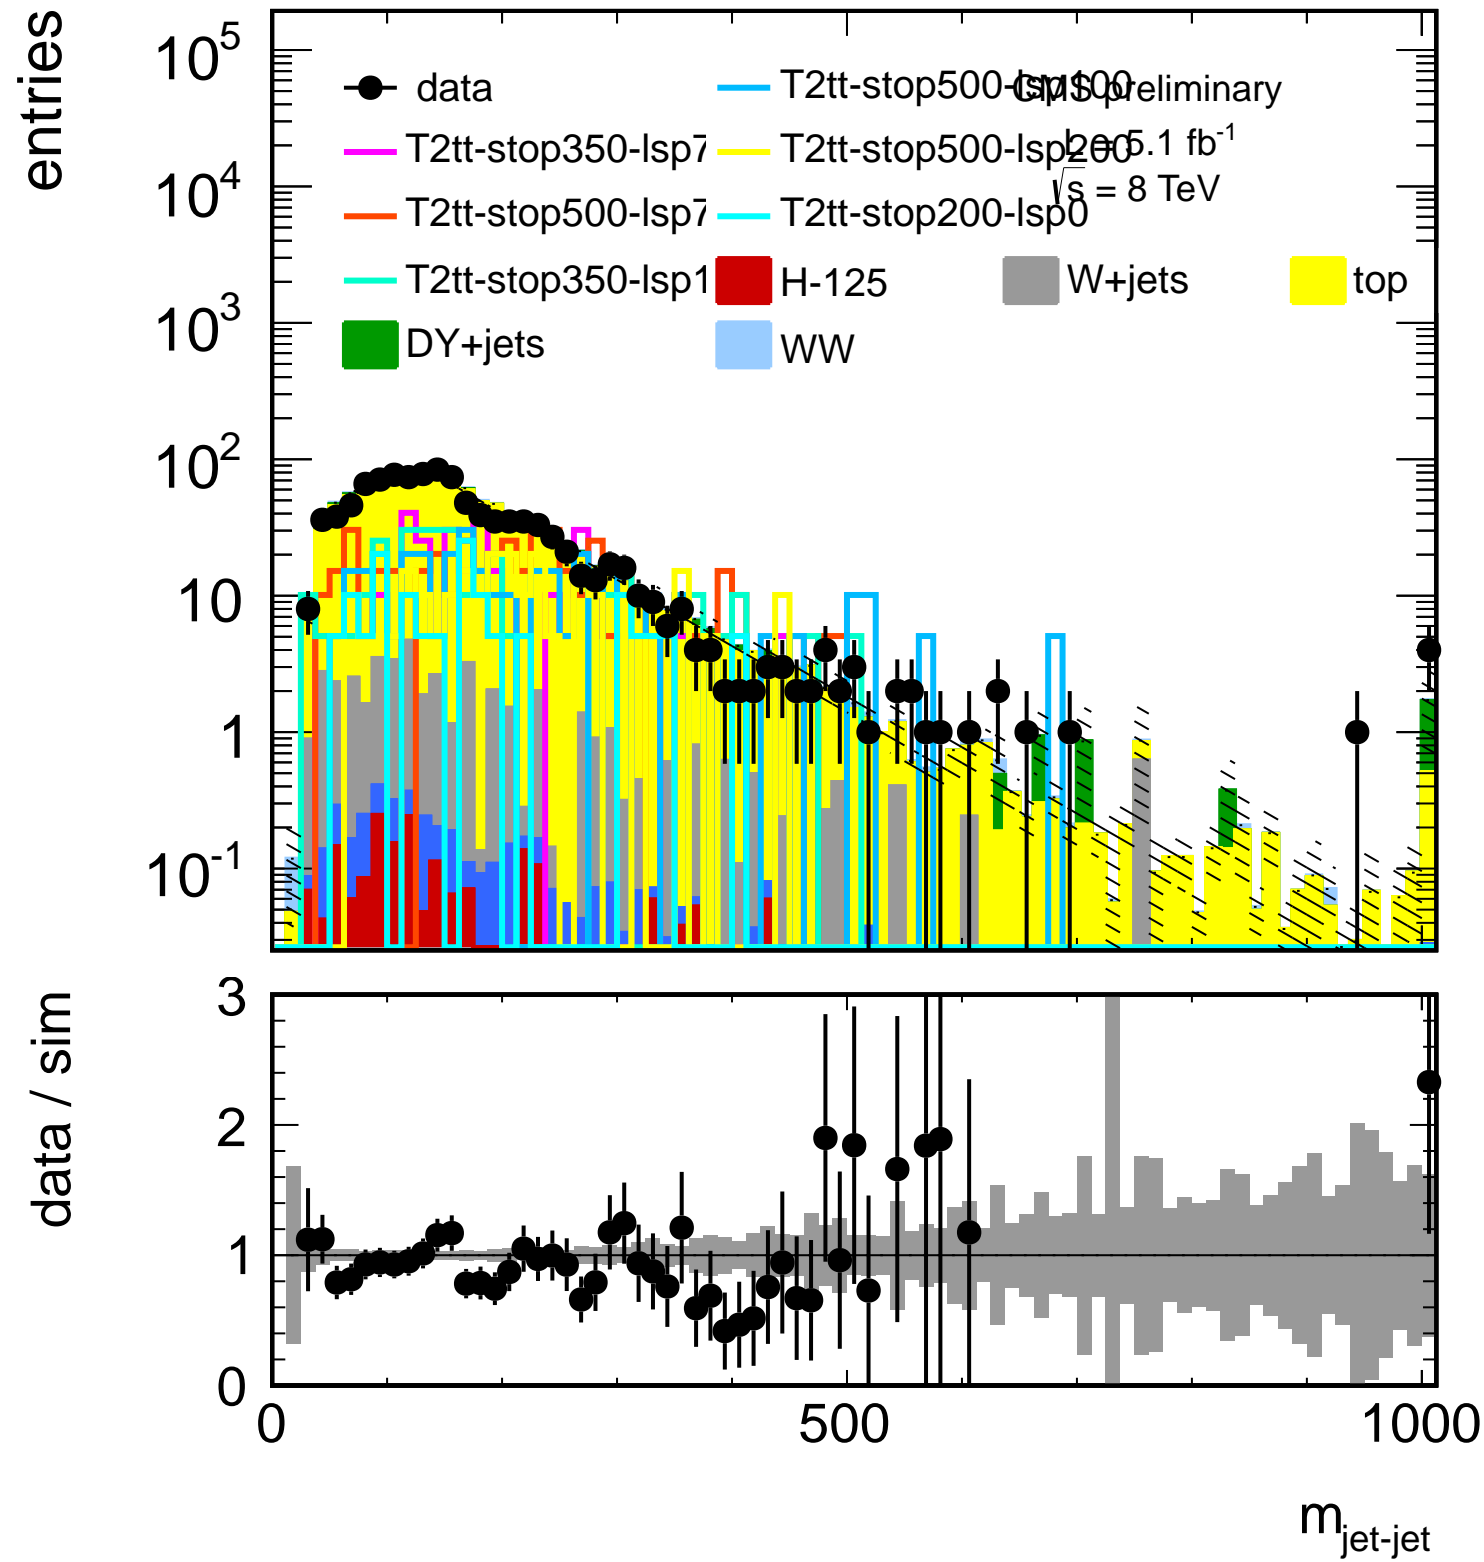 entries
10^5
10^4
10^3
10^2
10
1
10^-1
data
T2tt-stop500-lsp100
CMS preliminary
T2tt-stop350-lsp7
T2tt-stop500-lsp200
L = 5.1 fb^-1
√s = 8 TeV
T2tt-stop500-lsp7
T2tt-stop200-lsp0
T2tt-stop350-lsp1
H-125
W+jets
top
DY+jets
WW
data / sim
3
2
1
0
0 500 1000
m_jet-jet